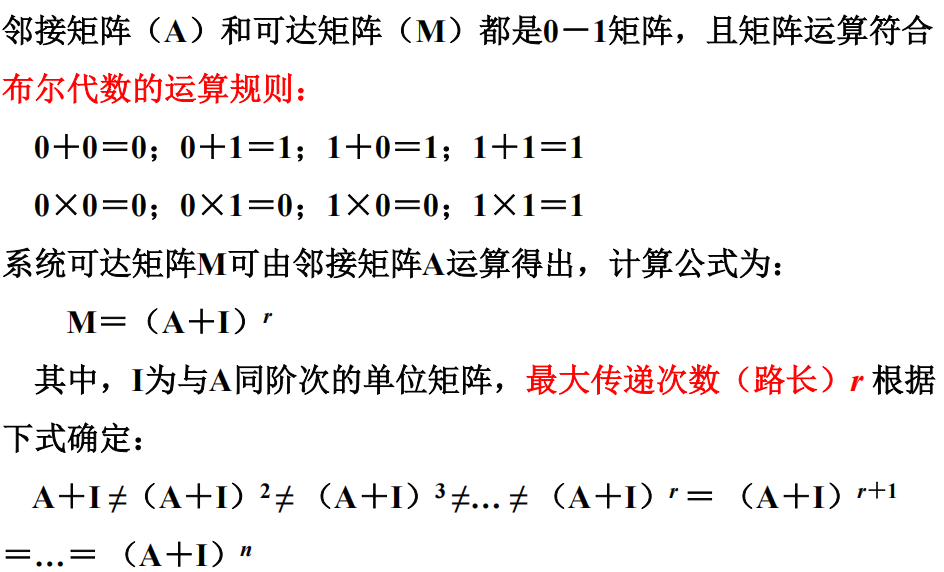 邻接矩阵（A）和可达矩阵（M）都是0－1矩阵，且矩阵运算符合
布尔代数的运算规则：
0＋0＝0；0＋1＝1；1＋0＝1；1＋1＝1
0×0＝0；0×1＝0；1×0＝0；1×1＝1
系统可达矩阵M可由邻接矩阵A运算得出，计算公式为：
M＝（A＋I）ʳ
其中，I为与A同阶次的单位矩阵，最大传递次数（路长）r 根据
下式确定：
A＋I ≠（A＋I）²≠ （A＋I）³ ≠… ≠ （A＋I）ʳ ＝ （A＋I）ʳ⁺¹
＝…＝ （A＋I）ⁿ